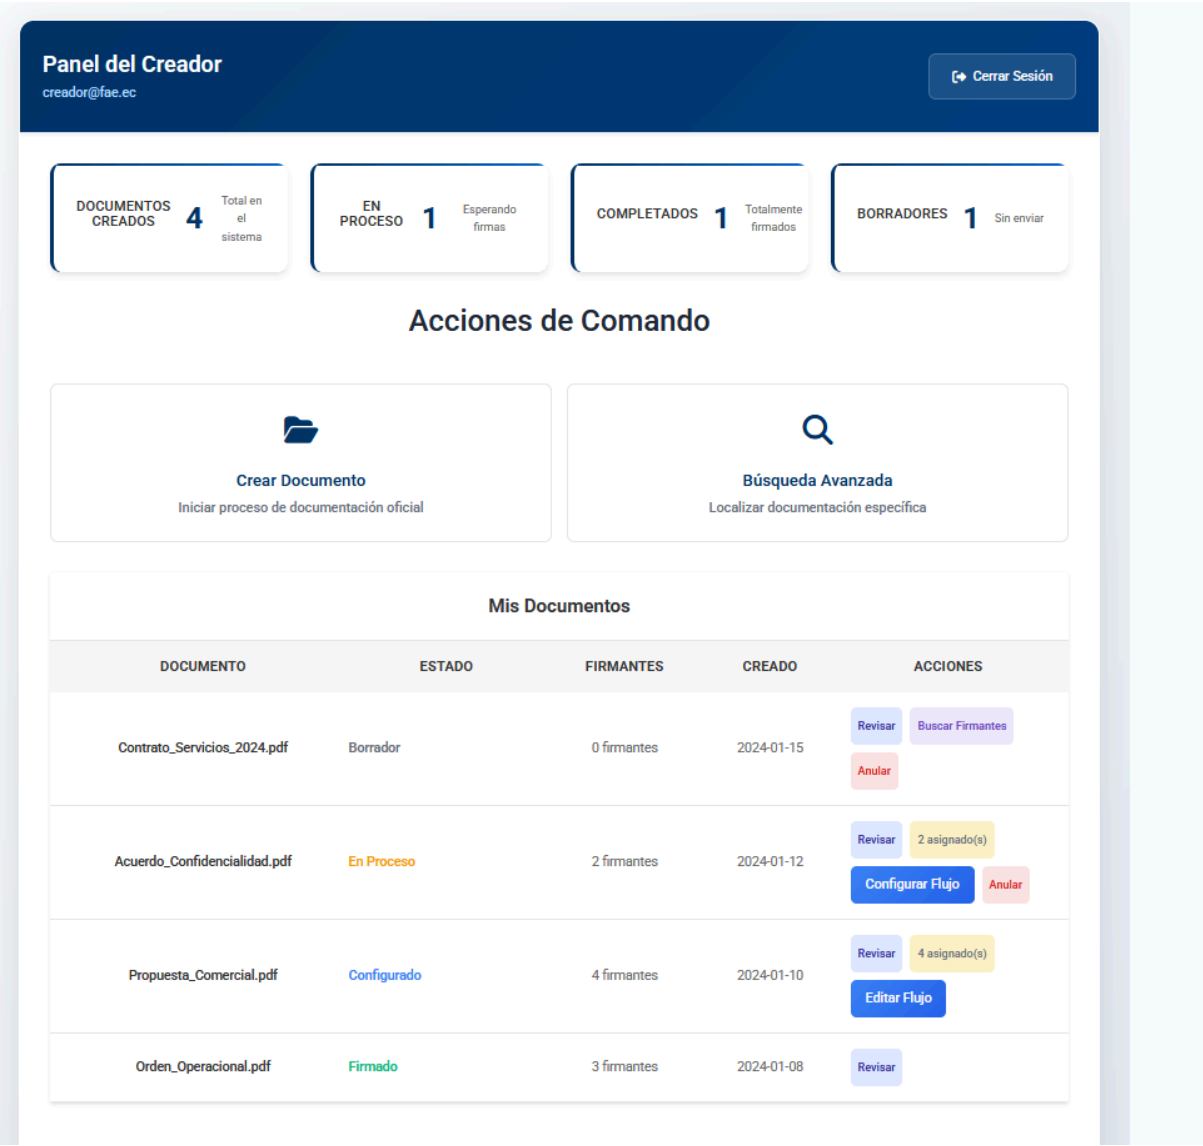 Panel del Creador
creador@fae.ec
Cerrar Sesión
DOCUMENTOS
CREADOS
4
Total en
el
sistema
EN
PROCESO
1
Esperando
firmas
COMPLETADOS
1
Totalmente
firmados
BORRADORES
1
Sin enviar
Acciones de Comando
Crear Documento
Iniciar proceso de documentación oficial
Búsqueda Avanzada
Localizar documentación específica
Mis Documentos
DOCUMENTO ESTADO FIRMANTES CREADO ACCIONES
Contrato_Servicios_2024.pdf Borrador 0 firmantes 2024-01-15 Revisar Buscar Firmantes
Anular
Acuerdo_Confidencialidad.pdf En Proceso 2 firmantes 2024-01-12 Revisar 2 asignado(s)
Configurar Flujo Anular
Propuesta_Comercial.pdf Configurado 4 firmantes 2024-01-10 Revisar 4 asignado(s)
Editar Flujo
Orden_Operacional.pdf Firmado 3 firmantes 2024-01-08 Revisar